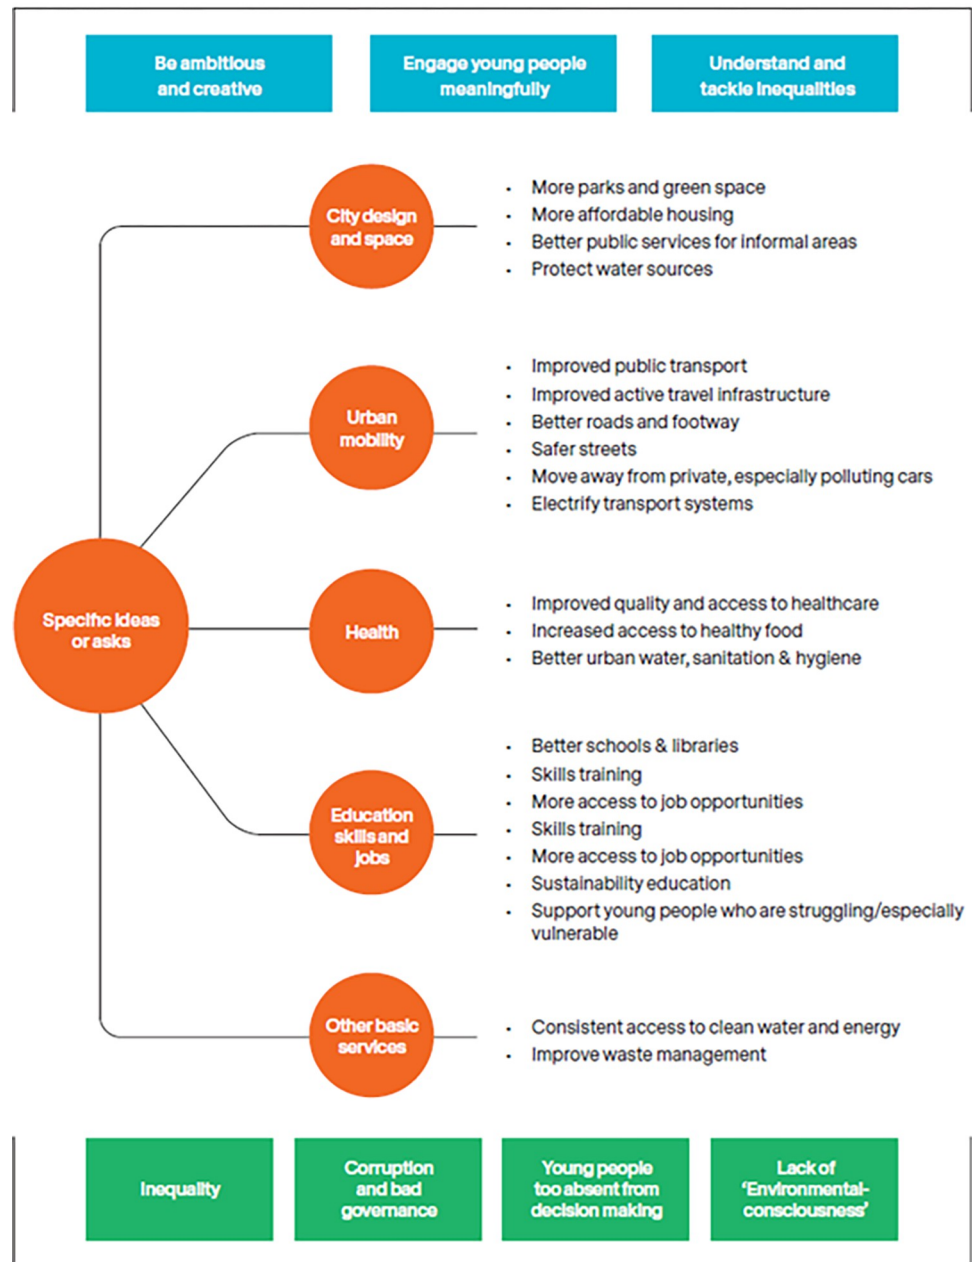 Be ambitious
and creative
Engage young people
meaningfully
Understand and
tackle inequalities
City design
and space
• More parks and green space
• More affordable housing
• Better public services for informal areas
• Protect water sources
Urban
mobility
• Improved public transport
• Improved active travel infrastructure
• Better roads and footway
• Safer streets
• Move away from private, especially polluting cars
• Electrify transport systems
Specific ideas
or asks
Health
• Improved quality and access to healthcare
• Increased access to healthy food
• Better urban water, sanitation & hygiene
Education
skills and
jobs
• Better schools & libraries
• Skills training
• More access to job opportunities
• Skills training
• More access to job opportunities
• Sustainability education
• Support young people who are struggling/especially
vulnerable
Other basic
services
• Consistent access to clean water and energy
• Improve waste management
Inequality
Corruption
and bad
governance
Young people
too absent from
decision making
Lack of
‘Environmental-
consciousness’